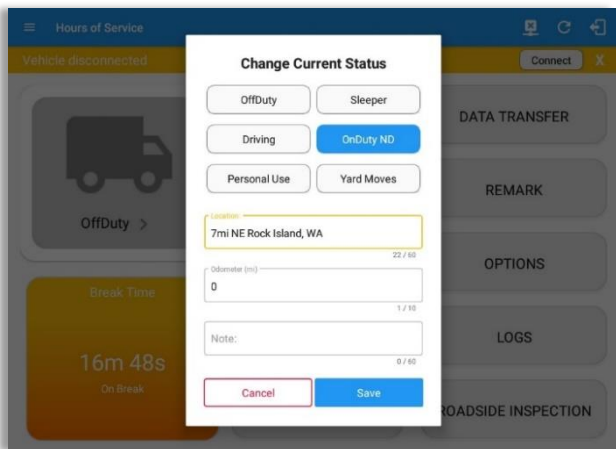 Hours of Service
Vehicle disconnected
Connect
X
Change Current Status
OffDuty
Sleeper
Driving
OnDuty ND
Personal Use
Yard Moves
Location
7mi NE Rock Island, WA
22 / 60
Odometer (mi)
0
1 / 10
Note:
0 / 60
Cancel
Save
OffDuty >
Break Time
16m 48s
On Break
DATA TRANSFER
REMARK
OPTIONS
LOGS
ROADSIDE INSPECTION